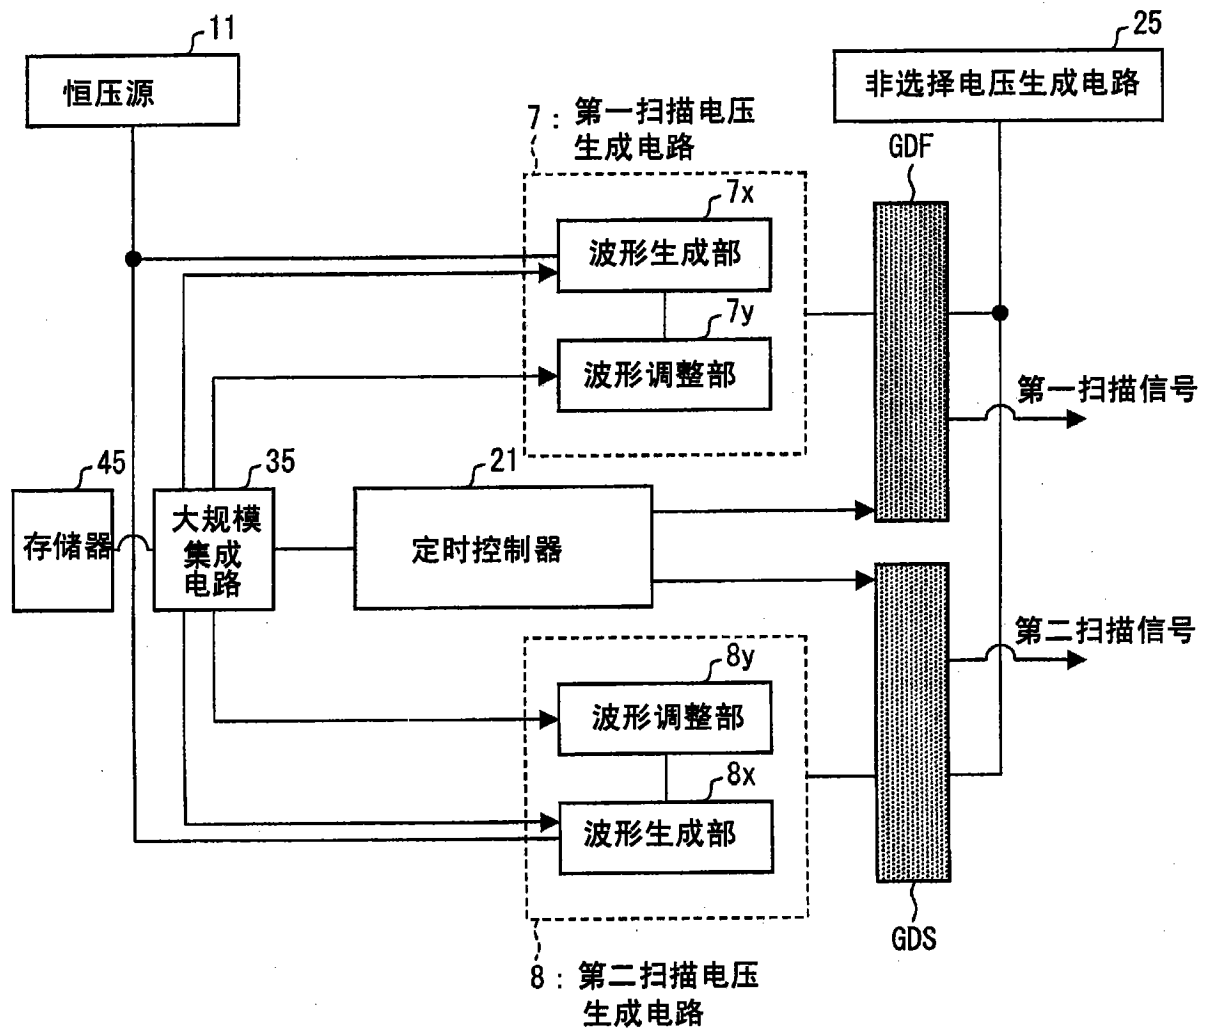 11
恒压源
25
非选择电压生成电路
7：第一扫描电压
生成电路
GDF
7x
波形生成部
7y
波形调整部
第一扫描信号
45
存储器
35
大规模
集成
电路
21
定时控制器
第二扫描信号
8y
波形调整部
8x
波形生成部
GDS
8：第二扫描电压
生成电路